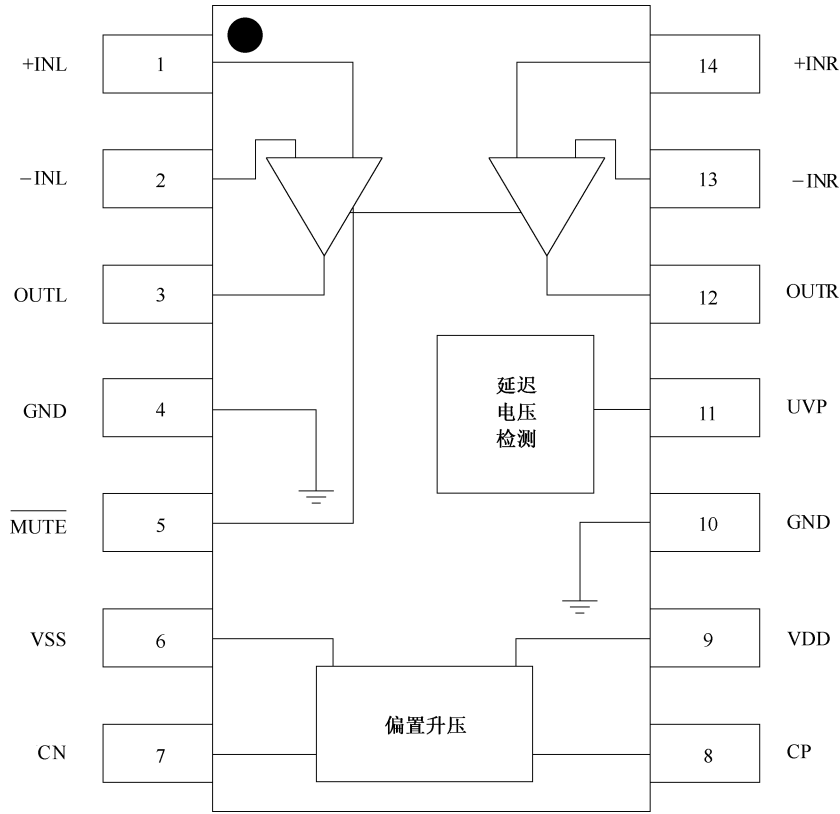 +INL
1
14
+INR
−INL
2
13
−INR
OUTL
3
12
OUTR
GND
4
延迟
电压
检测
11
UVP
MUTE
5
10
GND
VSS
6
9
VDD
CN
7
偏置升压
8
CP